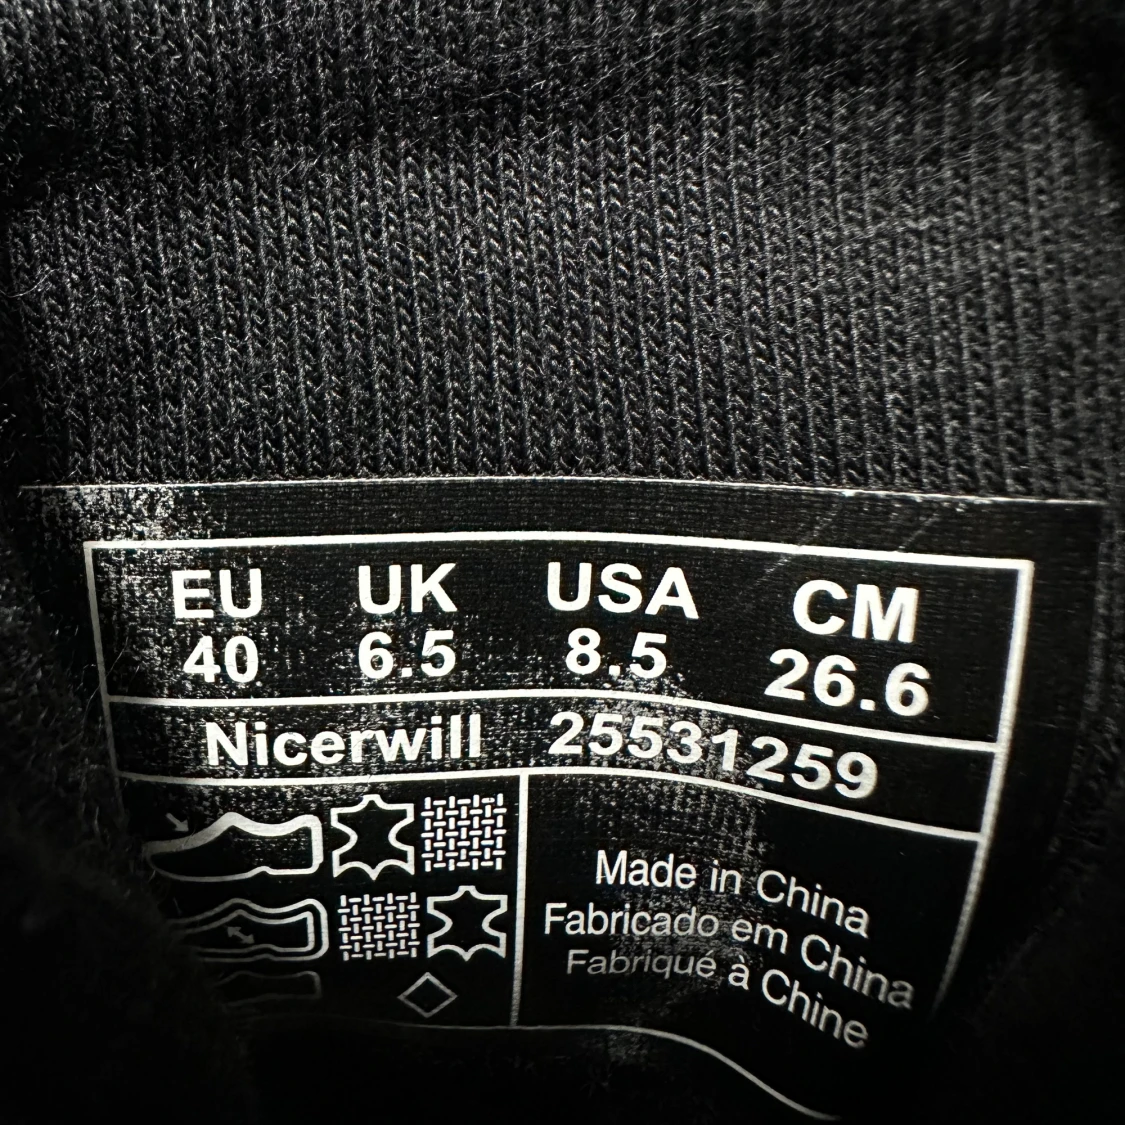 EU UK USA CM
40 6.5 8.5 26.6
Nicerwill 25531259
Made in China
Fabricado em China
Fabriqué à Chine